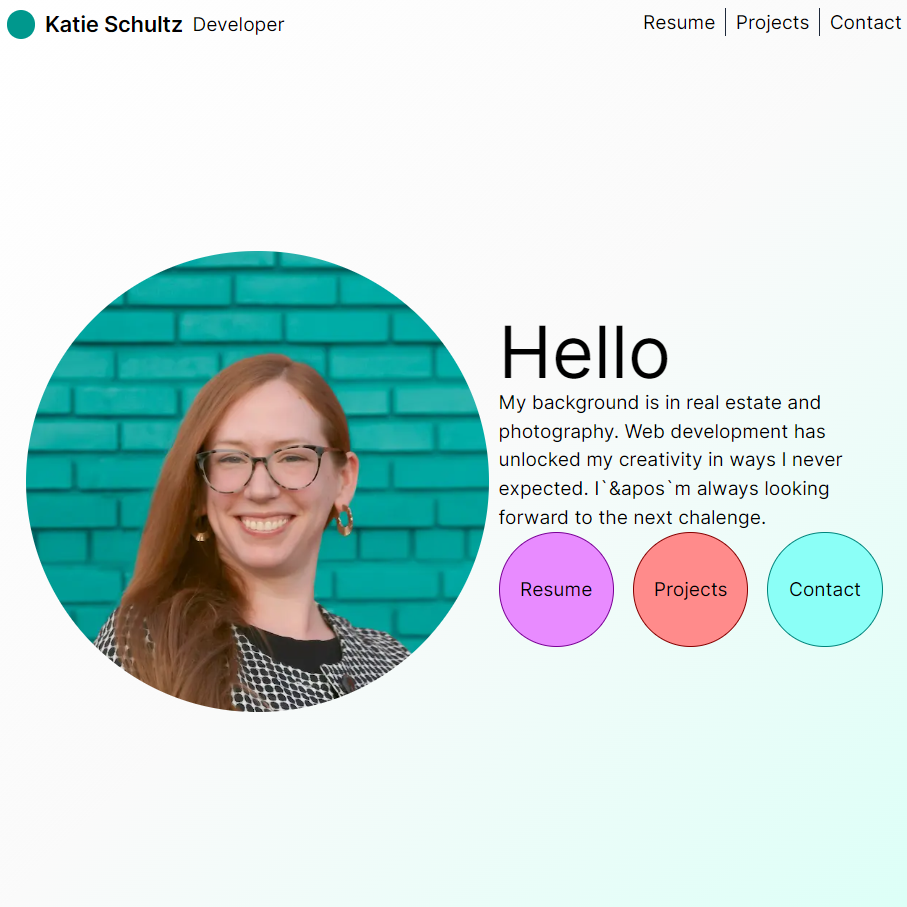 Katie Schultz Developer Resume Projects Contact
Hello
My background is in real estate and
photography. Web development has
unlocked my creativity in ways I never
expected. I`&apos`m always looking
forward to the next chalenge.
Resume Projects Contact